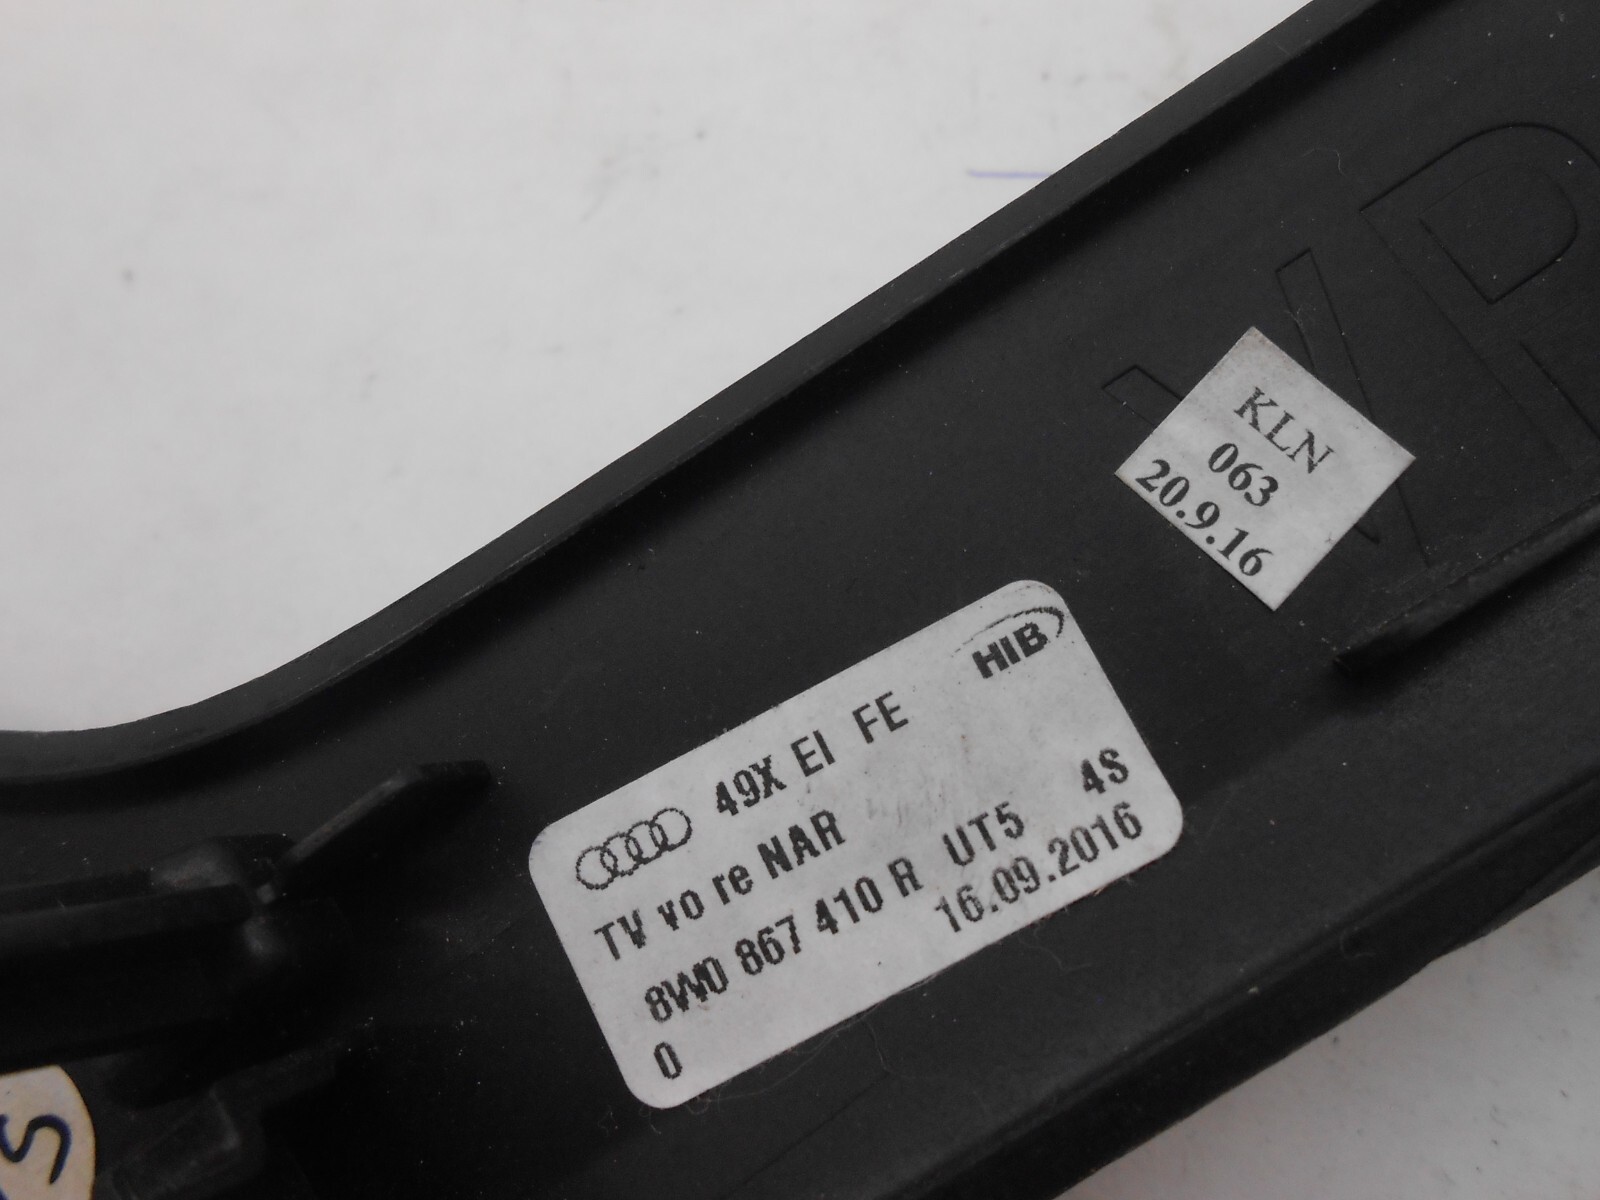 KLN
063
20.9.16
HIB
49X EI FE
TV vo re NAR
8W0 867 410 R UT5 4S
16.09.2016
0